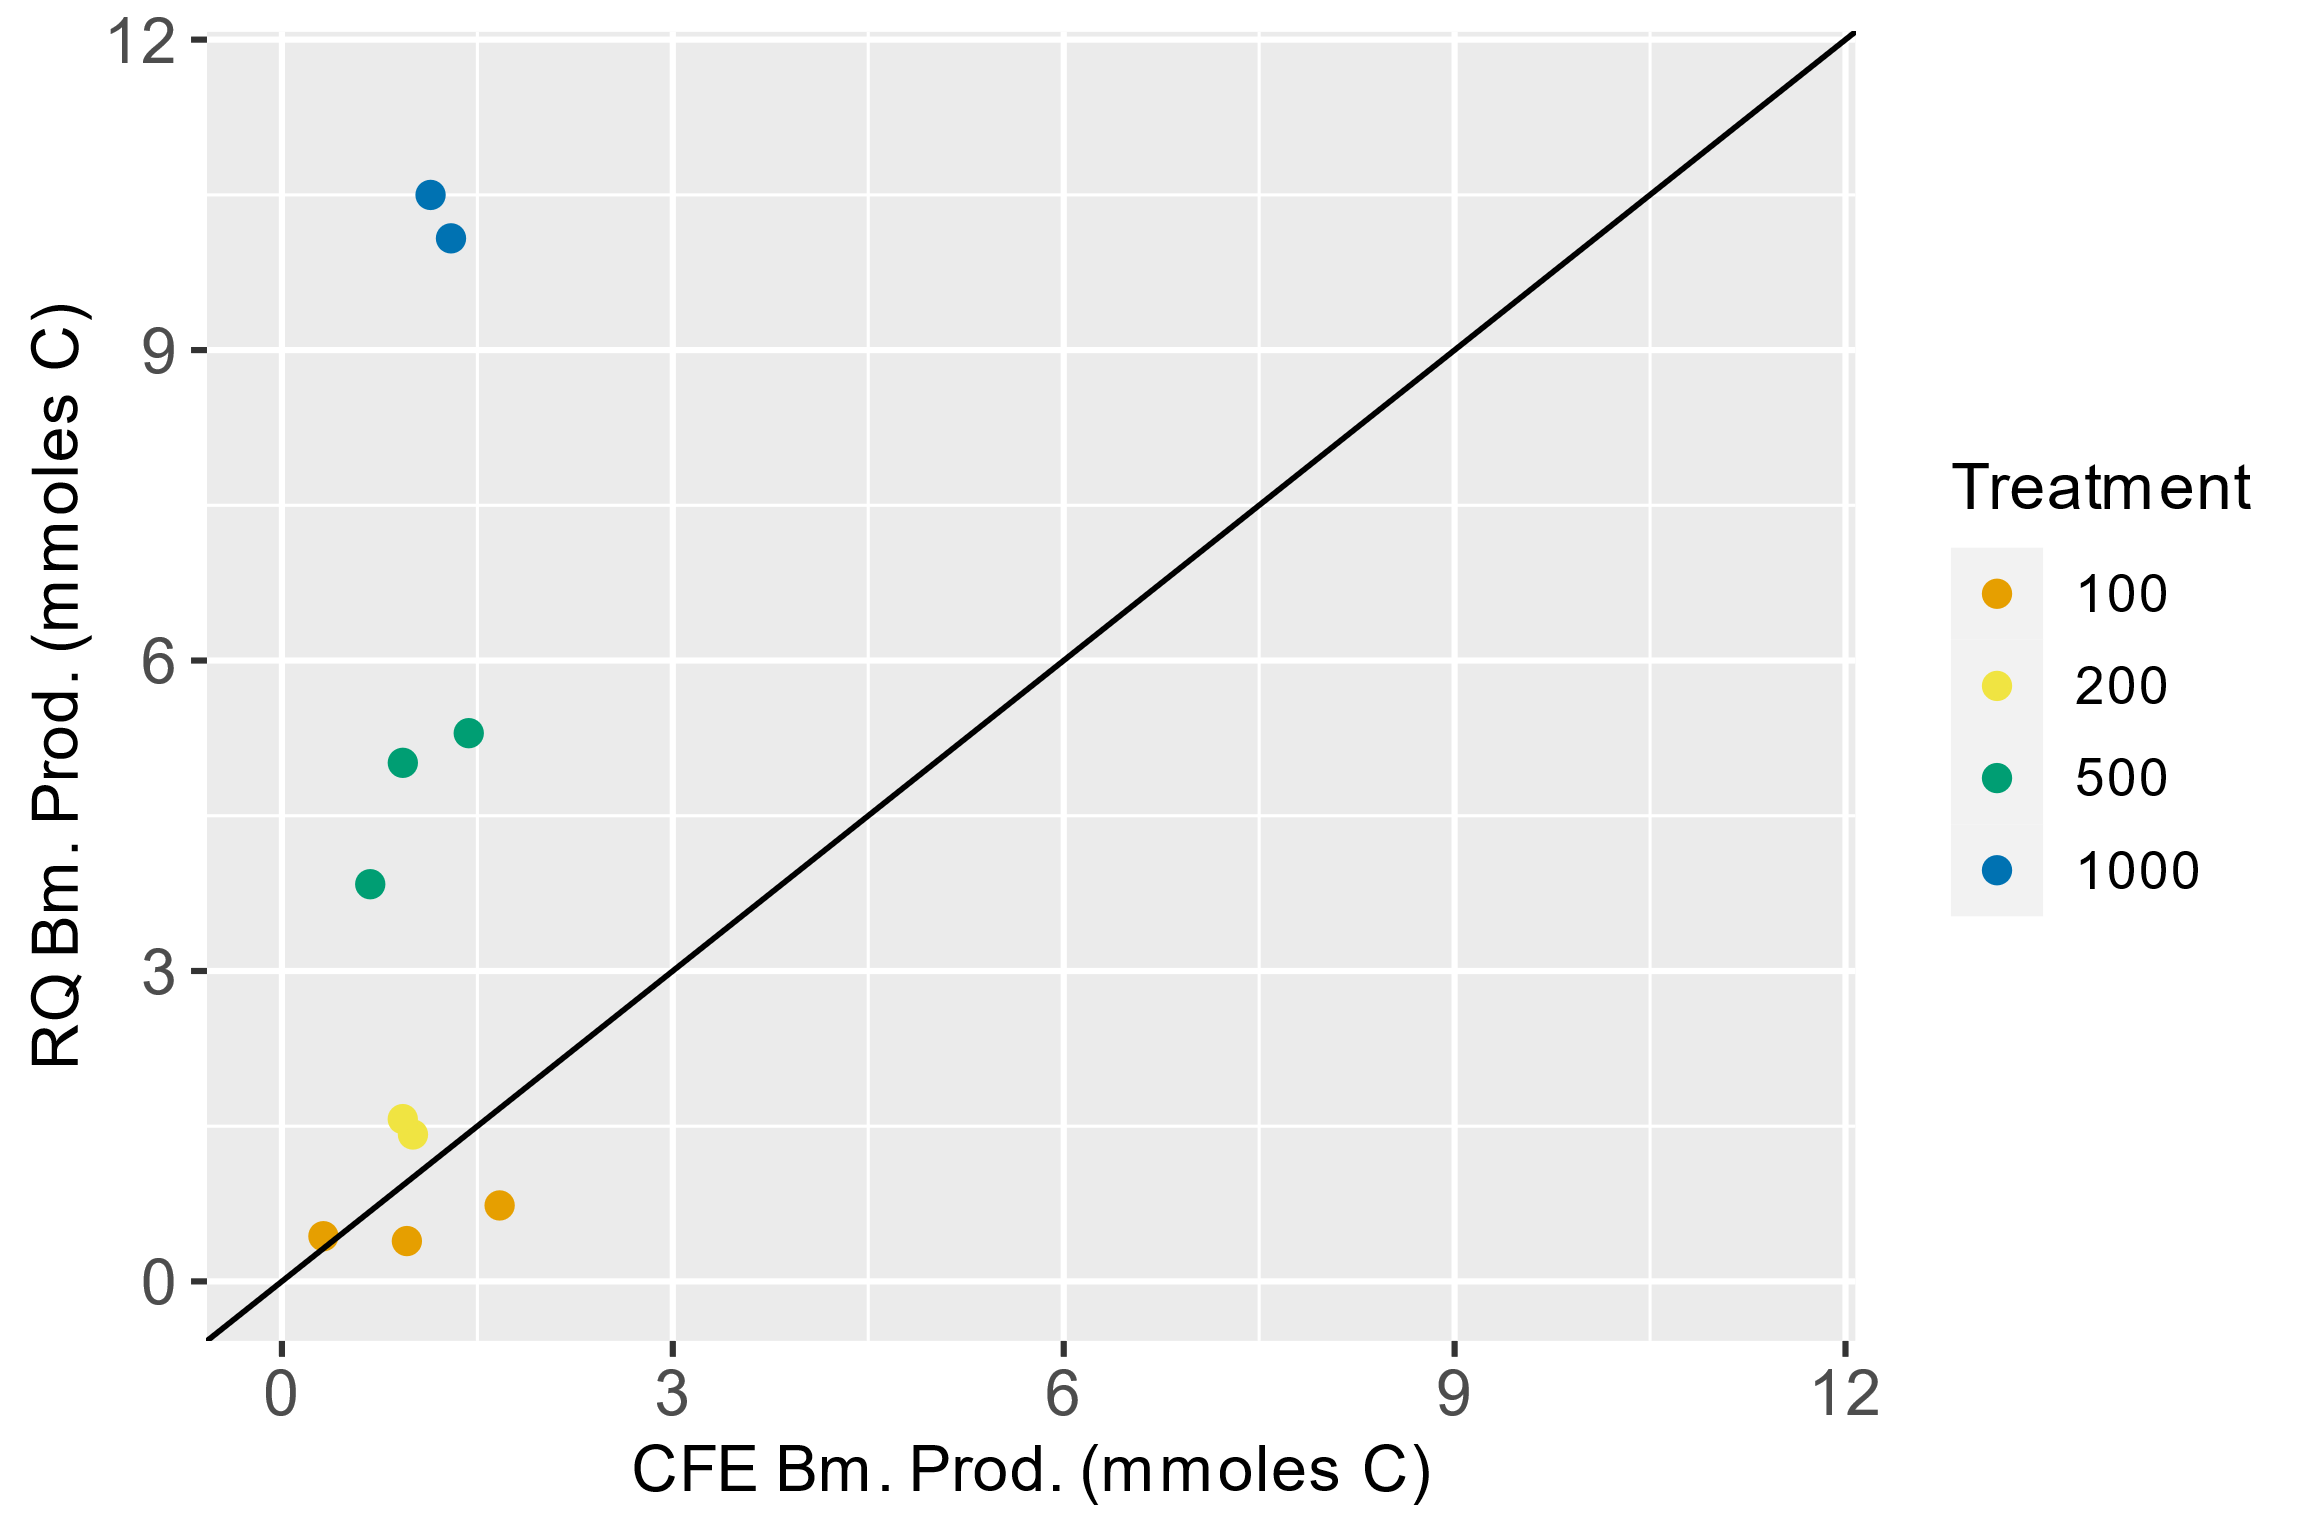 12
9
6
3
0
RQ Bm. Prod. (mmoles C)
0 3 6 9 12
CFE Bm. Prod. (mmoles C)
Treatment
100
200
500
1000